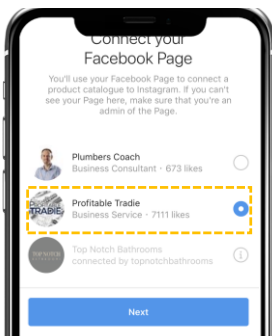 Connect your
Facebook Page
You'll use your Facebook Page to connect a
product catalogue to Instagram. If you can't
see your Page here, make sure that you're an
admin of the Page.
Plumbers Coach
Business Consultant · 673 likes
TRADIE
Profitable Tradie
Business Service · 7111 likes
TOP NOTCH
Top Notch Bathrooms
connected by topnotchbathrooms
Next